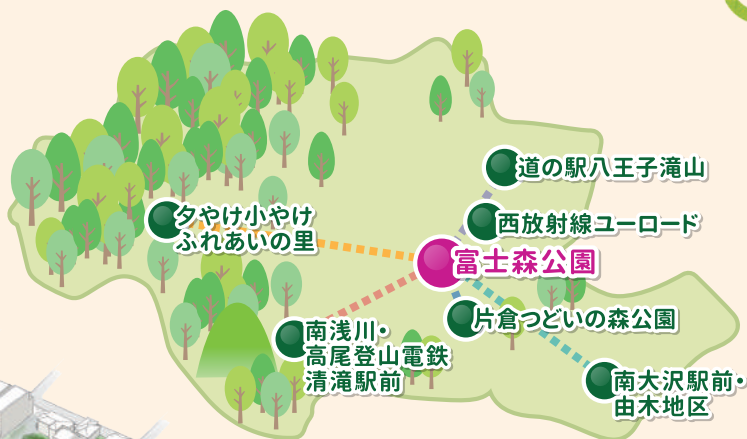 道の駅八王子滝山
西放射線ユーロード
夕やけ小やけ
ふれあいの里
富士森公園
片倉つどいの森公園
南浅川・
高尾登山電鉄
清滝駅前
南大沢駅前・
由木地区